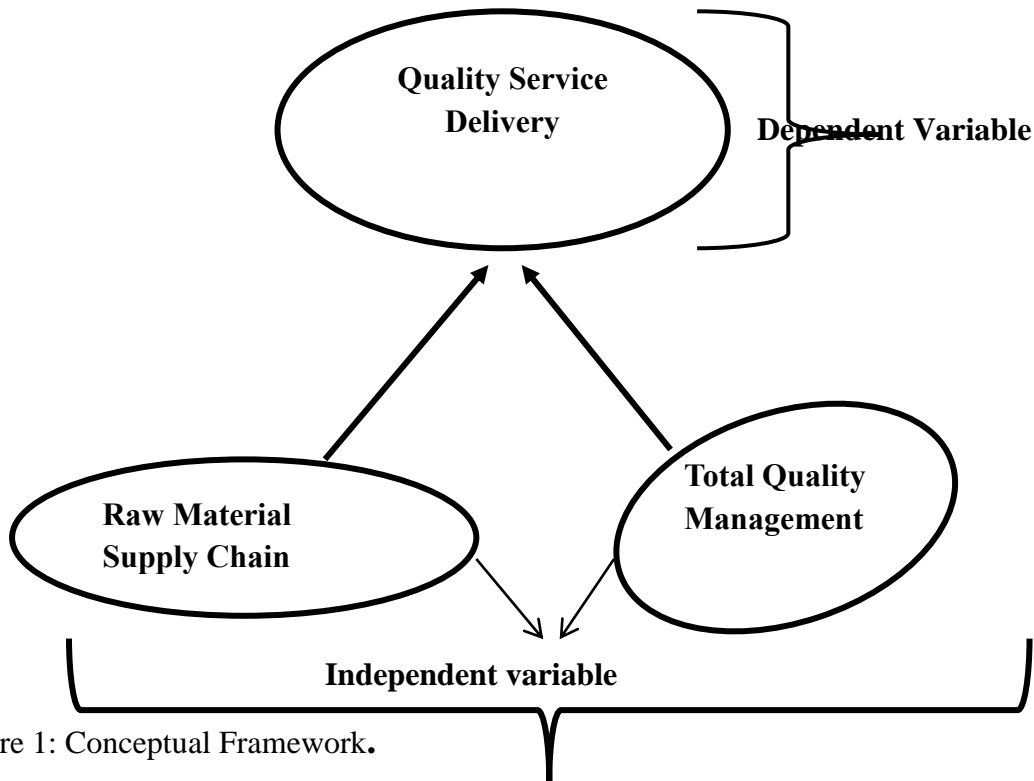 Quality Service
Delivery
Dependent Variable
Raw Material
Supply Chain
Total Quality
Management
Independent variable
re 1: Conceptual Framework.